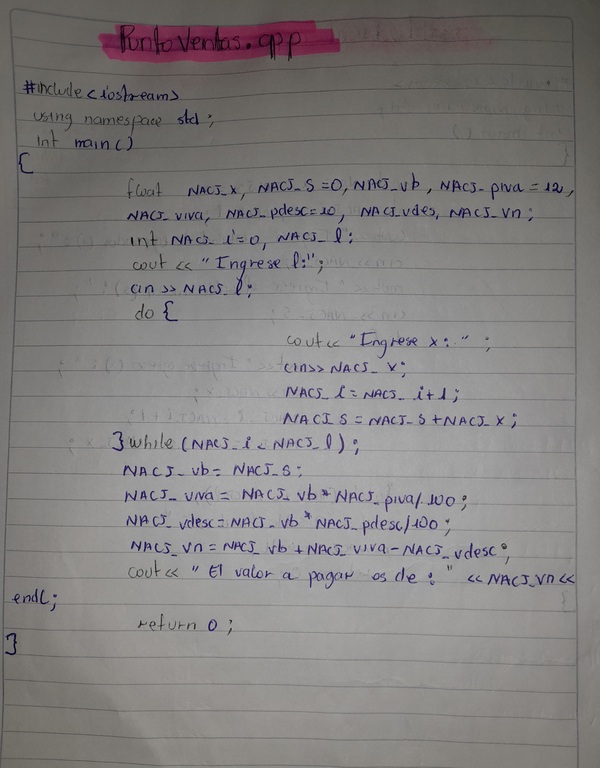 PuntoVentas.cpp
#include <iostream>
using namespace std;
int main()
{
float NACJ_x, NACJ_S=0, NACJ_vb, NACJ_piva=12,
NACJ_viva, NACJ_pdesc=10, NACJ_vdes, NACJ_vn;
int NACJ_i=0, NACJ_l;
cout << "Ingrese l:";
cin >> NACJ_l;
do {
cout << "Ingrese x: " ;
cin >> NACJ_x;
NACJ_i = NACJ_i+1;
NACJ_S = NACJ_S + NACJ_x;
} while (NACJ_i < NACJ_l);
NACJ_vb = NACJ_S;
NACJ_viva = NACJ_vb * NACJ_piva/100;
NACJ_vdesc = NACJ_vb * NACJ_pdesc/100;
NACJ_vn = NACJ_vb + NACJ_viva - NACJ_vdesc;
cout << " El valor a pagar es de : " << NACJ_vn <<
endl;
return 0;
}